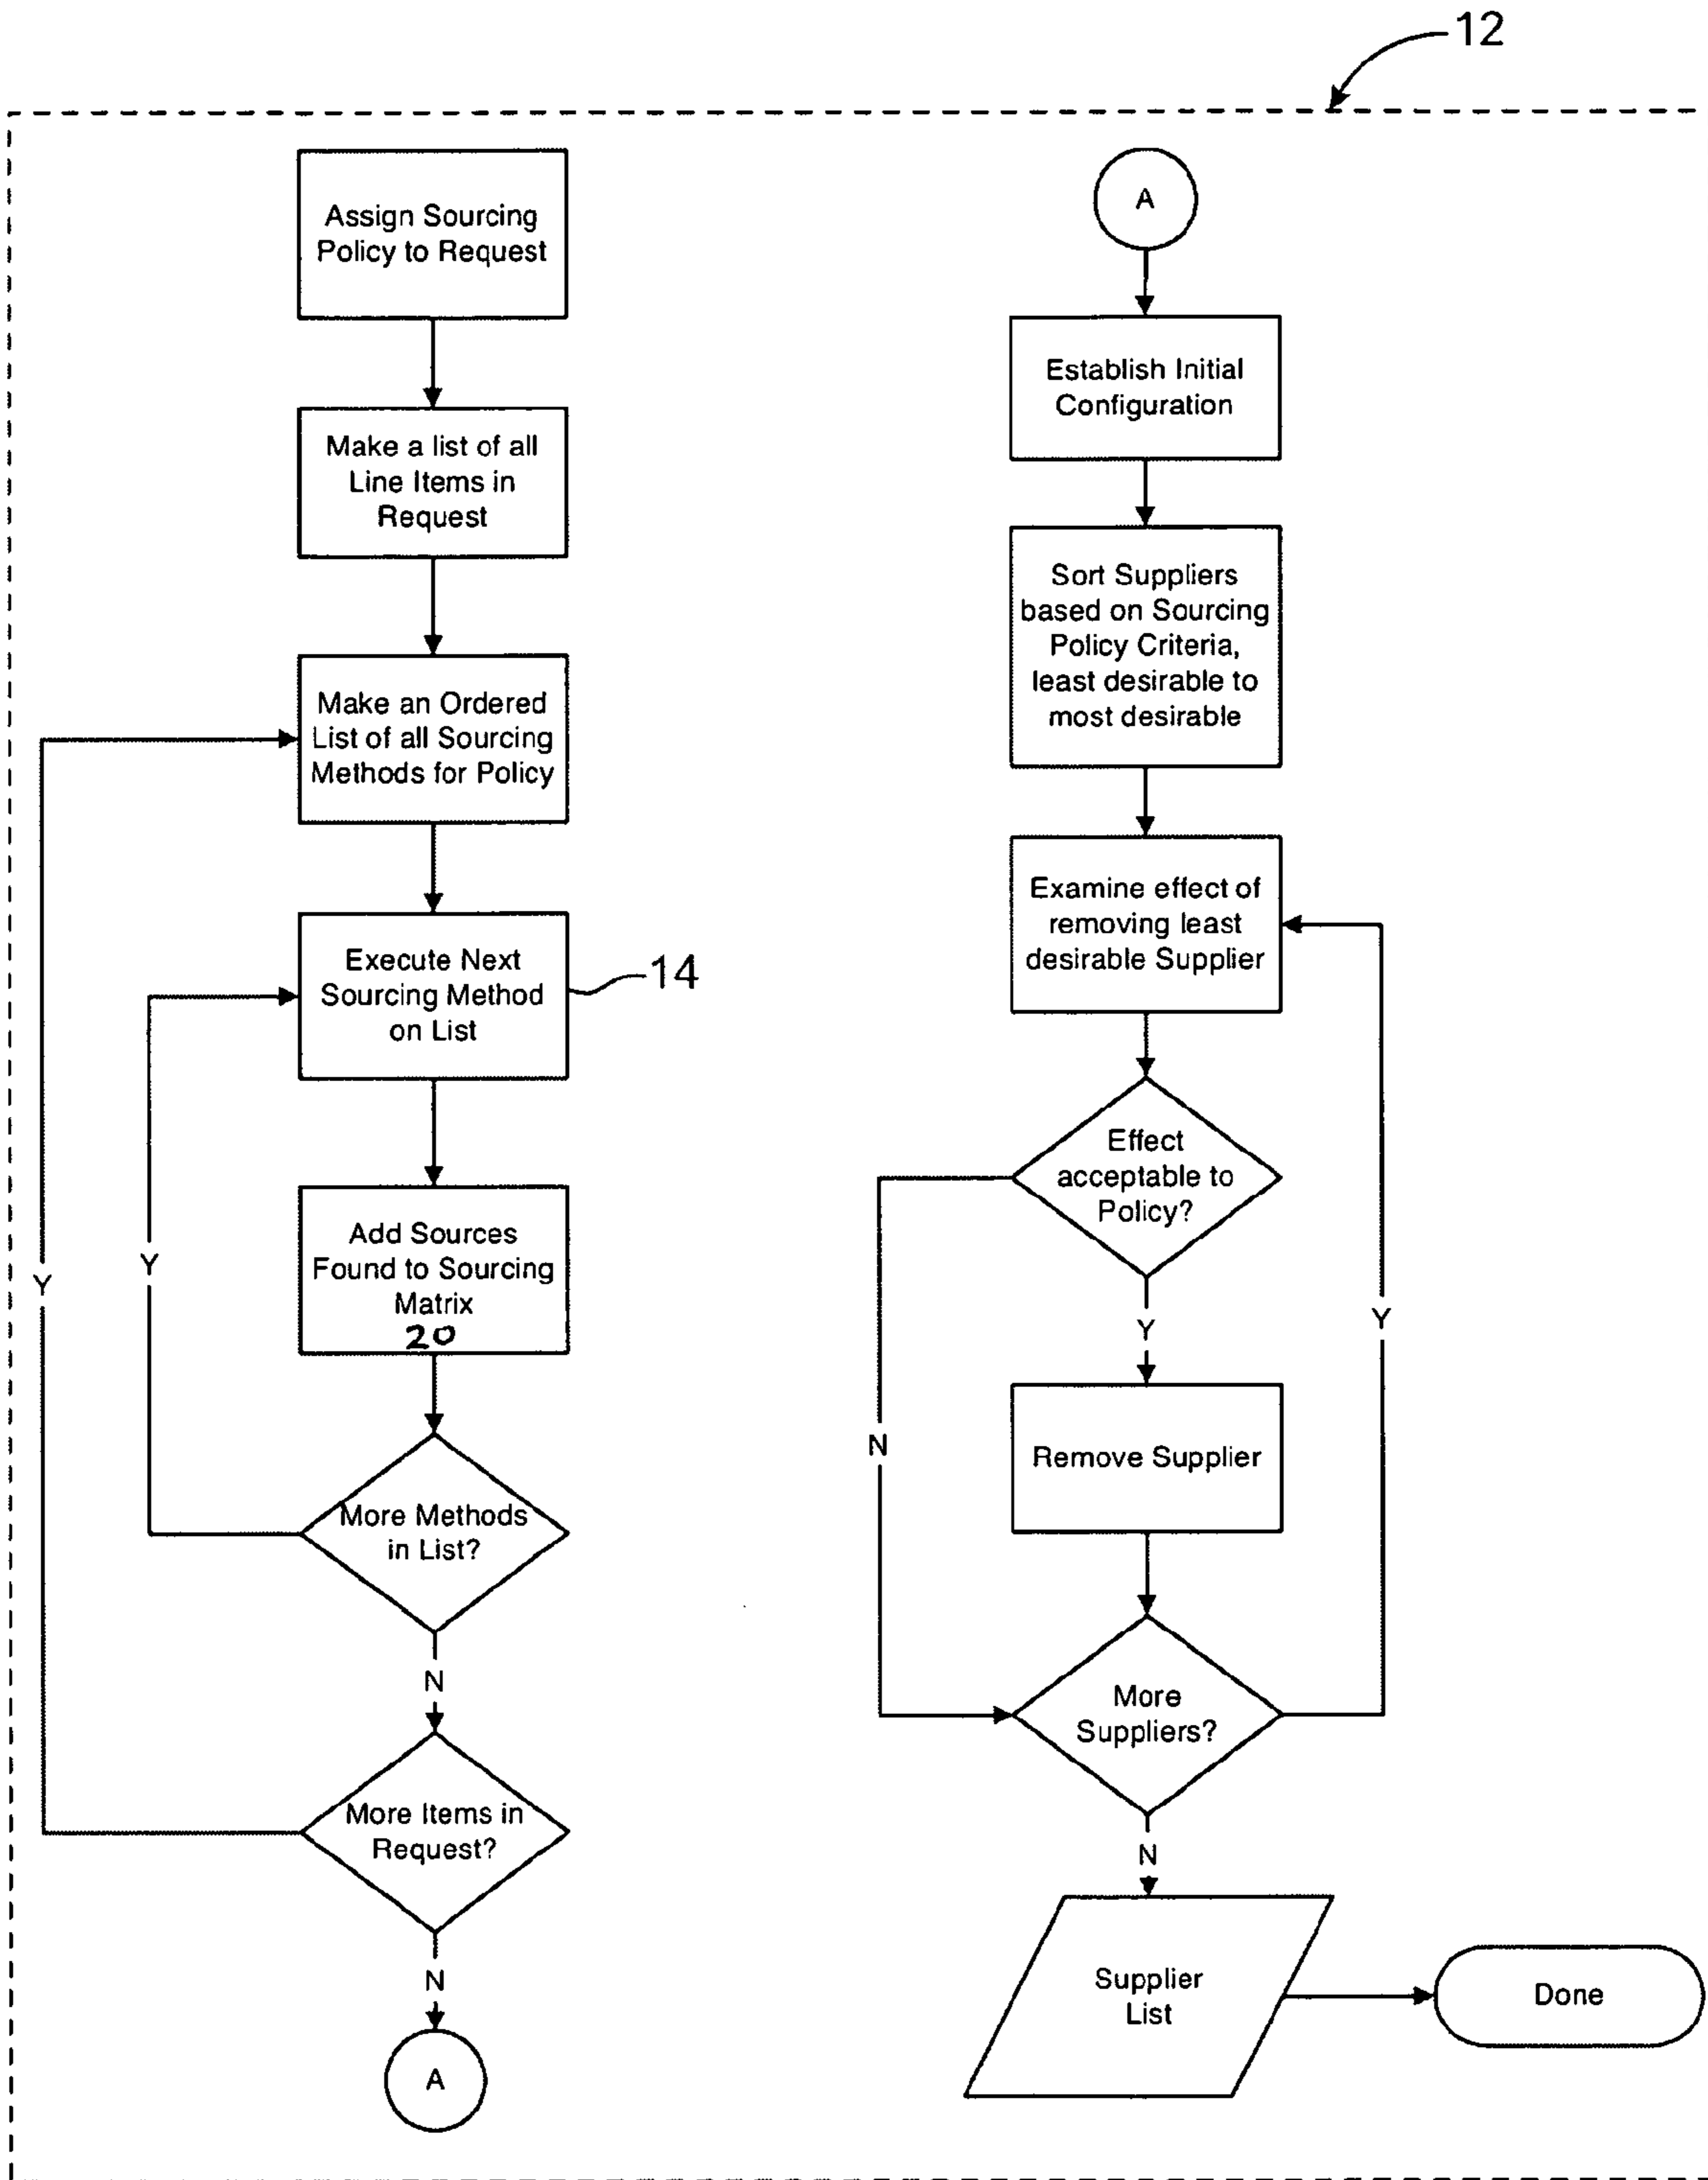 12
Assign Sourcing
Policy to Request
Make a list of all
Line Items in
Request
Make an Ordered
List of all Sourcing
Methods for Policy
Execute Next
Sourcing Method
on List
14
Add Sources
Found to Sourcing
Matrix
20
Y
Y
More Methods
in List?
N
More Items in
Request?
N
A
A
Establish Initial
Configuration
Sort Suppliers
based on Sourcing
Policy Criteria,
least desirable to
most desirable
Examine effect of
removing least
desirable Supplier
Effect
acceptable to
Policy?
Y
Y
N
Remove Supplier
More
Suppliers?
N
Supplier
List
Done